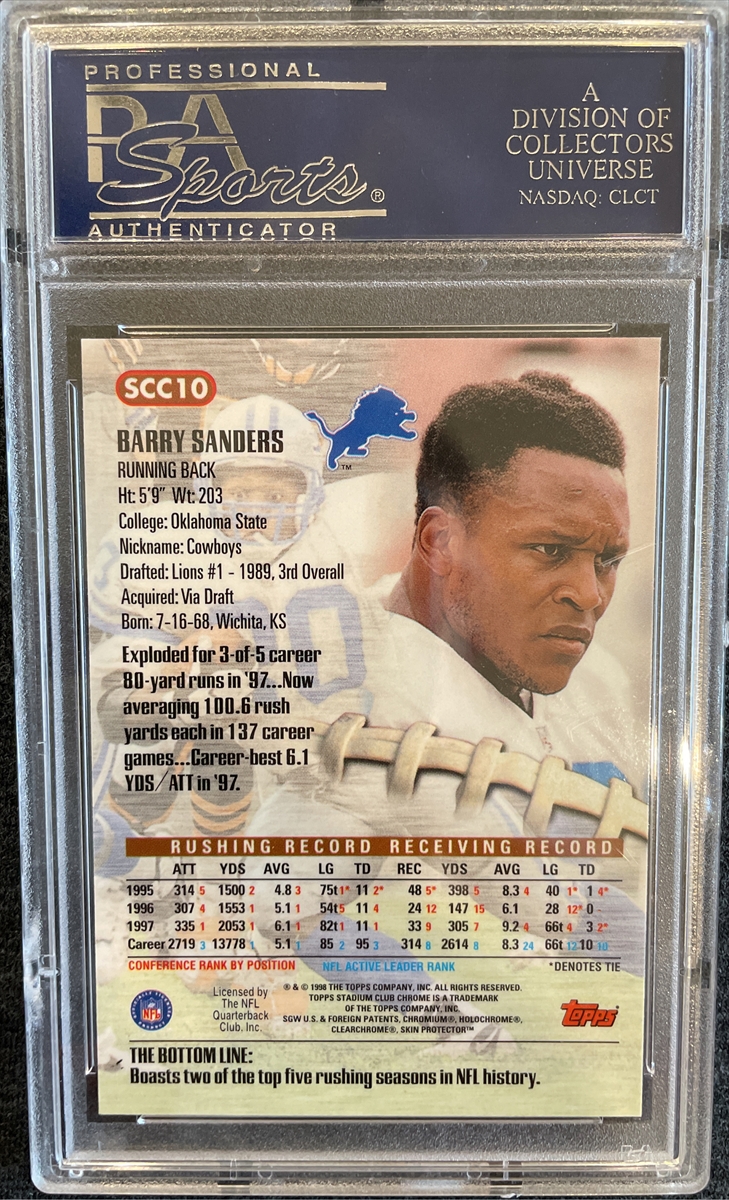 PROFESSIONAL
PSA
Sports®
AUTHENTICATOR
A
DIVISION OF
COLLECTORS
UNIVERSE
NASDAQ: CLCT
SCC10
BARRY SANDERS
TM
RUNNING BACK
Ht: 5'9" Wt: 203
College: Oklahoma State
Nickname: Cowboys
Drafted: Lions #1 - 1989, 3rd Overall
Acquired: Via Draft
Born: 7-16-68, Wichita, KS
Exploded for 3-of-5 career
80-yard runs in '97...Now
averaging 100.6 rush
yards each in 137 career
games...Career-best 6.1
YDS/ATT in '97.
RUSHING RECORD RECEIVING RECORD
ATT YDS AVG LG TD REC YDS AVG LG TD
1995 314 5 1500 2 4.8 3 75t 1* 11 2* 48 5* 398 5 8.3 4 40 1* 1 4*
1996 307 4 1553 1 5.1 1 54t 5 11 4 24 12 147 15 6.1 28 12* 0
1997 335 1 2053 1 6.1 1 82t 1 11 1 33 9 305 7 9.2 4 66t 4 3 2*
Career 2719 3 13778 1 5.1 1 85 2 95 3 314 8 2614 8 8.3 24 66t 12 10 10
CONFERENCE RANK BY POSITION NFL ACTIVE LEADER RANK *DENOTES TIE
NFL
Licensed by
The NFL
Quarterback
Club, Inc.
® & © 1998 THE TOPPS COMPANY, INC. ALL RIGHTS RESERVED.
TOPPS STADIUM CLUB CHROME IS A TRADEMARK
OF THE TOPPS COMPANY, INC.
SGW U.S. & FOREIGN PATENTS, CHROMIUM®, HOLOCHROME®,
CLEARCHROME®, SKIN PROTECTOR™
Topps
THE BOTTOM LINE:
Boasts two of the top five rushing seasons in NFL history.